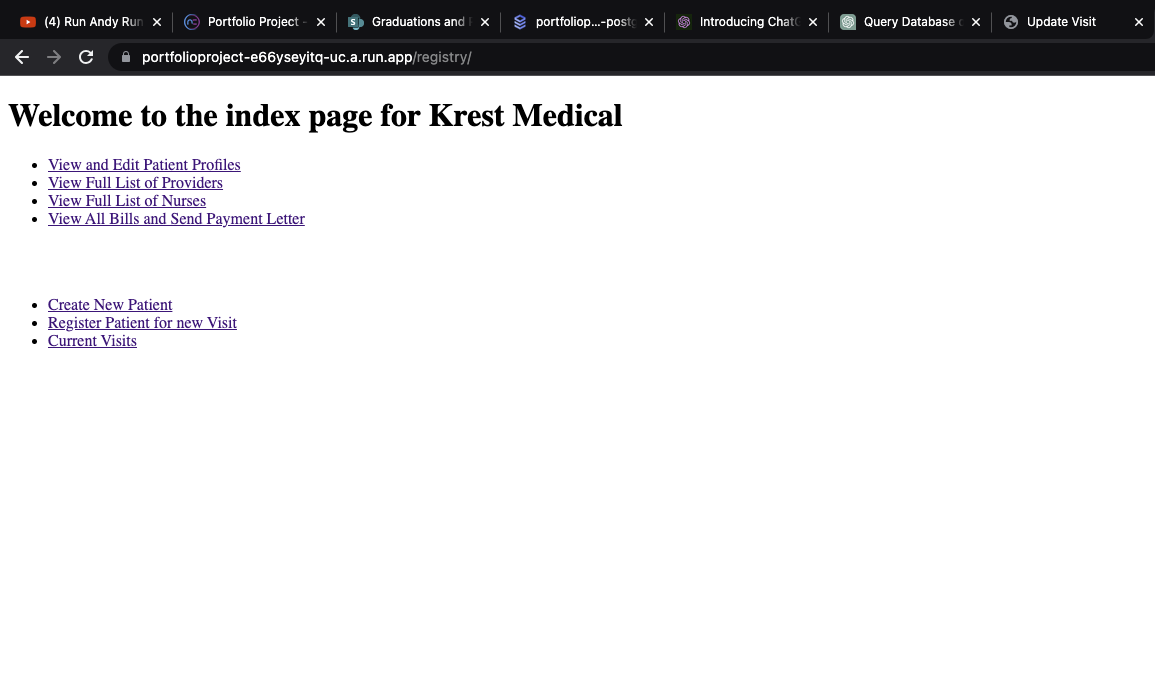 (4) Run Andy Run
Portfolio Project -
Graduations and
portfoliop...-postg
Introducing ChatG
Query Database
Update Visit
portfolioproject-e66yseyitq-uc.a.run.app/registry/
Welcome to the index page for Krest Medical
View and Edit Patient Profiles
View Full List of Providers
View Full List of Nurses
View All Bills and Send Payment Letter
Create New Patient
Register Patient for new Visit
Current Visits